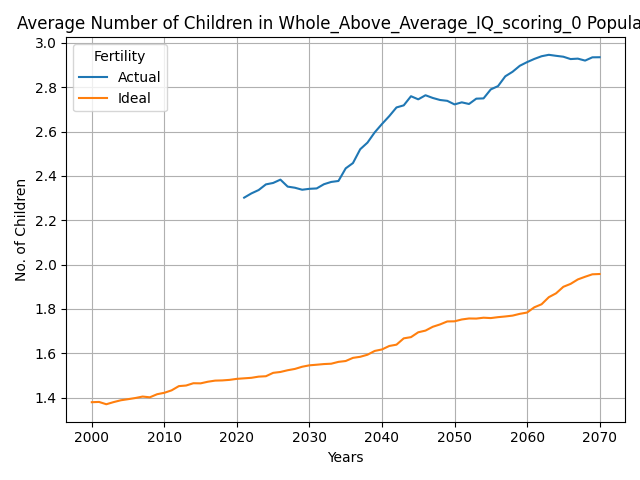 Average Number of Children in Whole_Above_Average_IQ_scoring_0 Popula
Fertility
Actual
Ideal
No. of Children
3.0
2.8
2.6
2.4
2.2
2.0
1.8
1.6
1.4
2000 2010 2020 2030 2040 2050 2060 2070
Years